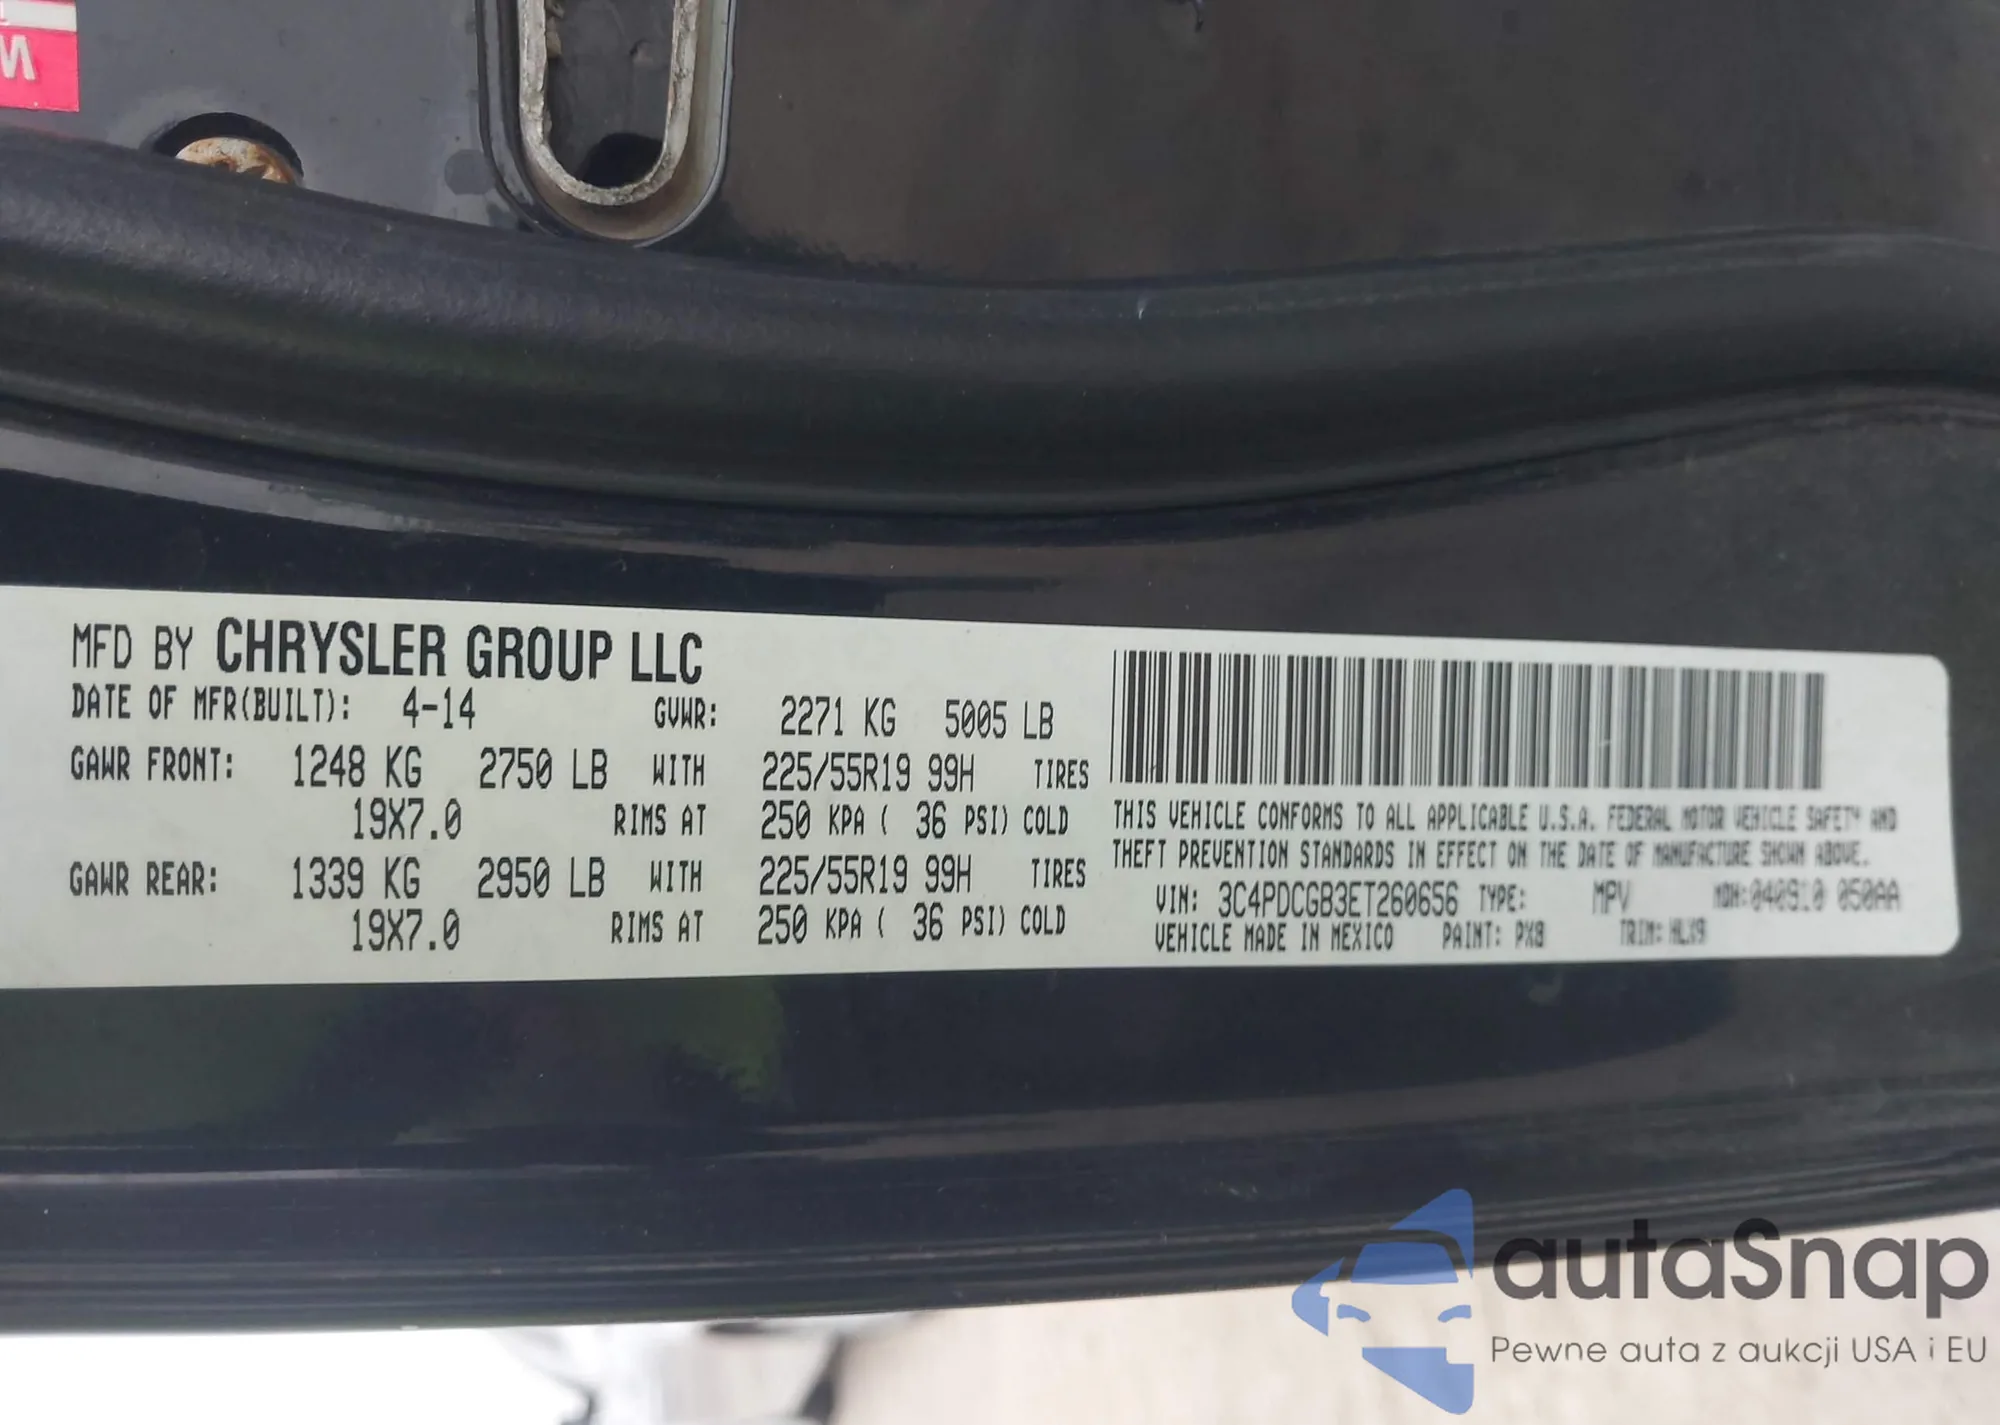 MFD BY CHRYSLER GROUP LLC
DATE OF MFR(BUILT): 4-14 GVWR: 2271 KG 5005 LB
GAWR FRONT: 1248 KG 2750 LB WITH 225/55R19 99H TIRES
19X7.0 RIMS AT 250 KPA ( 36 PSI) COLD
GAWR REAR: 1339 KG 2950 LB WITH 225/55R19 99H TIRES
19X7.0 RIMS AT 250 KPA ( 36 PSI) COLD
THIS VEHICLE CONFORMS TO ALL APPLICABLE U.S.A. FEDERAL MOTOR VEHICLE SAFETY AND
THEFT PREVENTION STANDARDS IN EFFECT ON THE DATE OF MANUFACTURE SHOWN ABOVE.
VIN: 3C4PDCGB3ET260656 TYPE: MPV MDH: 050AA
VEHICLE MADE IN MEXICO PAINT: PX8 TRIM: HLX9
autaSnap
Pewne auta z aukcji USA i EU